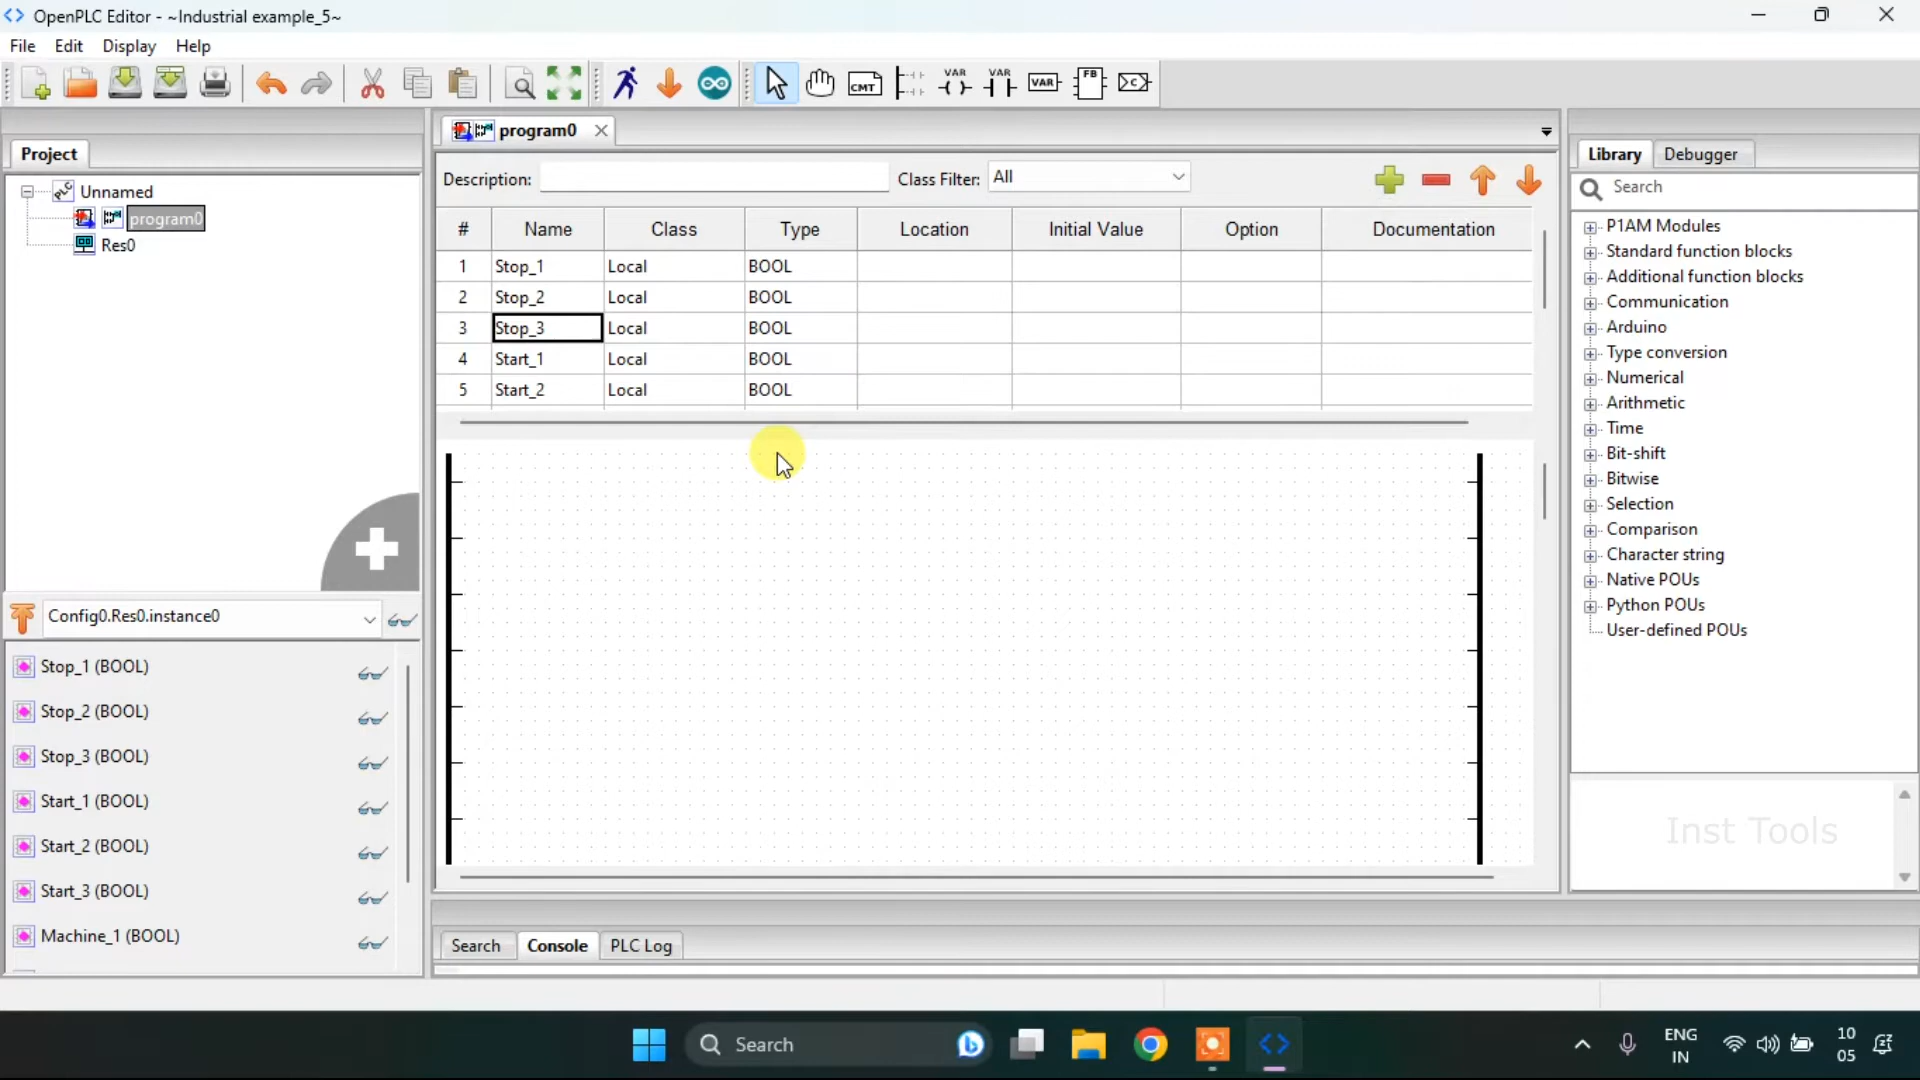 OpenPLC Editor - ~Industrial example_5~
File Edit Display Help
CMT VAR VAR VAR FB C
Project
Unnamed
program0
Res0
program0
Description: Class Filter: All
# Name Class Type Location Initial Value Option Documentation
1 Stop_1 Local BOOL
2 Stop_2 Local BOOL
3 Stop_3 Local BOOL
4 Start_1 Local BOOL
5 Start_2 Local BOOL
Library Debugger
Search
P1AM Modules
Standard function blocks
Additional function blocks
Communication
Arduino
Type conversion
Numerical
Arithmetic
Time
Bit-shift
Bitwise
Selection
Comparison
Character string
Native POUs
Python POUs
User-defined POUs
Inst Tools
Config0.Res0.instance0
Stop_1 (BOOL)
Stop_2 (BOOL)
Stop_3 (BOOL)
Start_1 (BOOL)
Start_2 (BOOL)
Start_3 (BOOL)
Machine_1 (BOOL)
Search Console PLC Log
Search
ENG
IN
10
05